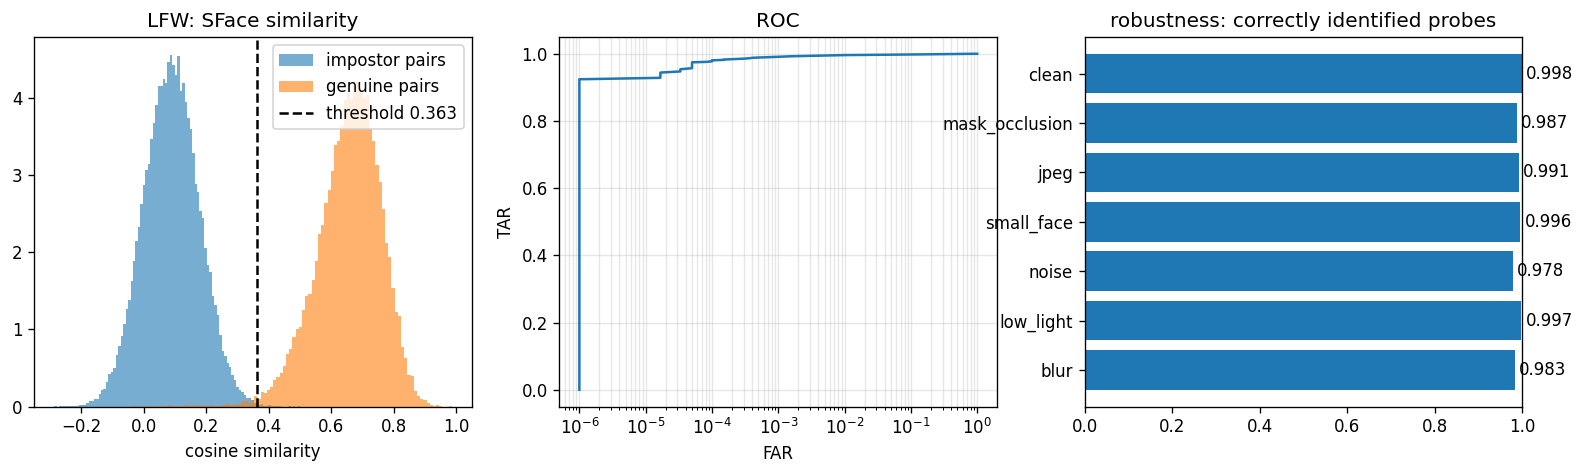 LFW: SFace similarity
impostor pairs
genuine pairs
threshold 0.363
4
3
2
1
0
−0.2 0.0 0.2 0.4 0.6 0.8 1.0
cosine similarity
ROC
TAR
1.0
0.8
0.6
0.4
0.2
0.0
10⁻⁶ 10⁻⁵ 10⁻⁴ 10⁻³ 10⁻² 10⁻¹ 10⁰
FAR
robustness: correctly identified probes
clean 0.998
mask_occlusion 0.987
jpeg 0.991
small_face 0.996
noise 0.978
low_light 0.997
blur 0.983
0.0 0.2 0.4 0.6 0.8 1.0